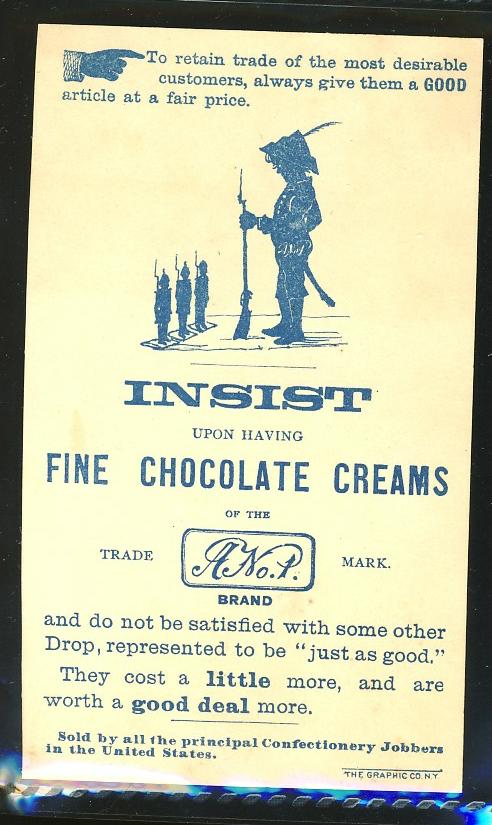 To retain trade of the most desirable
customers, always give them a GOOD
article at a fair price.
INSIST
UPON HAVING
FINE CHOCOLATE CREAMS
OF THE
TRADE A No. 1. MARK.
BRAND
and do not be satisfied with some other
Drop, represented to be "just as good."
They cost a little more, and are
worth a good deal more.
Sold by all the principal Confectionery Jobbers
in the United States.
THE GRAPHIC CO. N.Y.